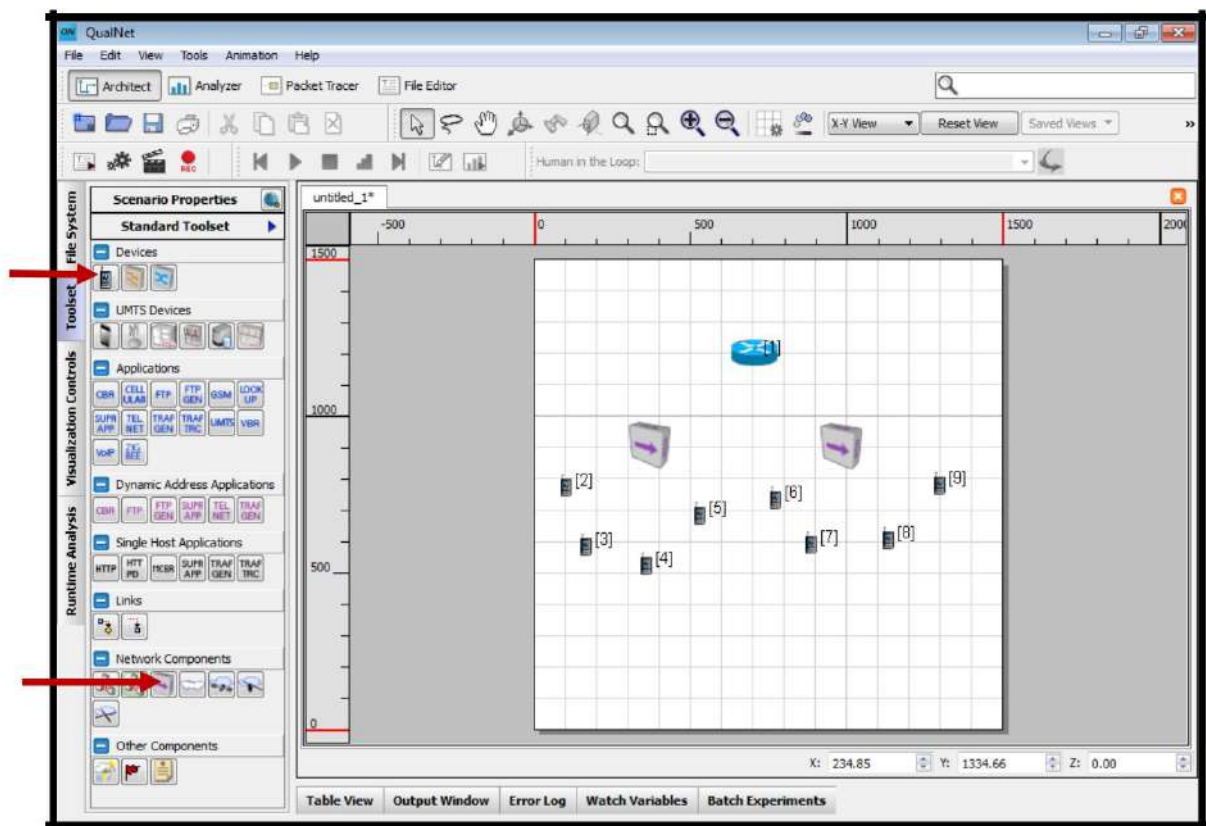 QualNet
File Edit View Tools Animation Help
Architect Analyzer Packet Tracer File Editor
X-Y View Reset View Saved Views »
REC Human in the Loop:
File System
Toolset
Visualization Controls
Runtime Analysis
Scenario Properties
Standard Toolset
Devices
UMTS Devices
Applications
CBR CELL ULAR FTP FTP GEN GSM LOOK UP
SUPR APP TEL NET TRAF GEN TRAF TRC UMTS VBR
VoIP ZIG BEE
Dynamic Address Applications
CBR FTP FTP GEN SUPR APP TEL NET TRAF GEN
Single Host Applications
HTTP HTT PD MCBR SUPR APP TRAF GEN TRAF TRC
Links
Network Components
Other Components
untitled_1*
-500 0 500 1000 1500 2000
1500
1000
500
0
[1]
[2]
[3]
[4]
[5]
[6]
[7]
[8]
[9]
X: 234.85 Y: 1334.66 Z: 0.00
Table View Output Window Error Log Watch Variables Batch Experiments